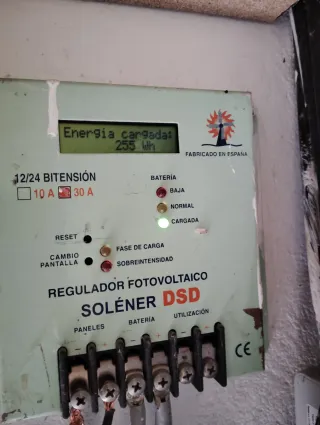 Energia cargada:
255 Wh
FABRICADO EN ESPAÑA
12/24 BITENSIÓN
10 A 30 A
BATERÍA
BAJA
NORMAL
CARGADA
RESET
CAMBIO
PANTALLA
FASE DE CARGA
SOBREINTENSIDAD
REGULADOR FOTOVOLTAICO
SOLÉNER DSD
PANELES BATERÍA UTILIZACIÓN
CE